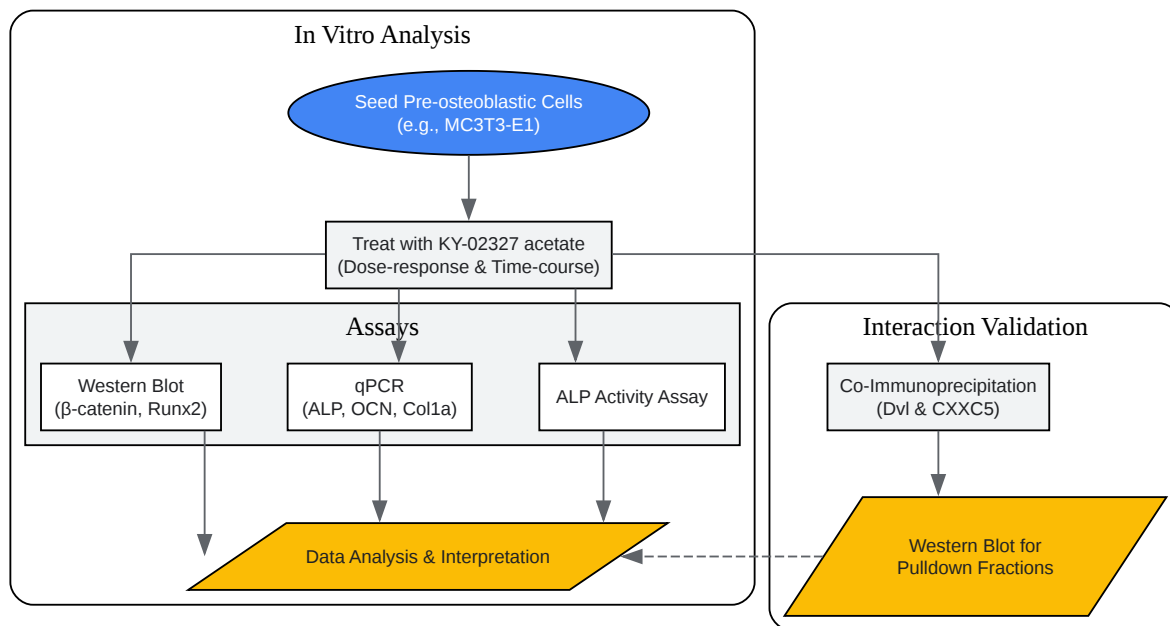 In Vitro Analysis
Seed Pre-osteoblastic Cells
(e.g., MC3T3-E1)
Treat with KY-02327 acetate
(Dose-response & Time-course)
Assays
Interaction Validation
Western Blot
(β-catenin, Runx2)
qPCR
(ALP, OCN, Col1a)
ALP Activity Assay
Co-Immunoprecipitation
(Dvl & CXXC5)
Data Analysis & Interpretation
Western Blot for
Pulldown Fractions